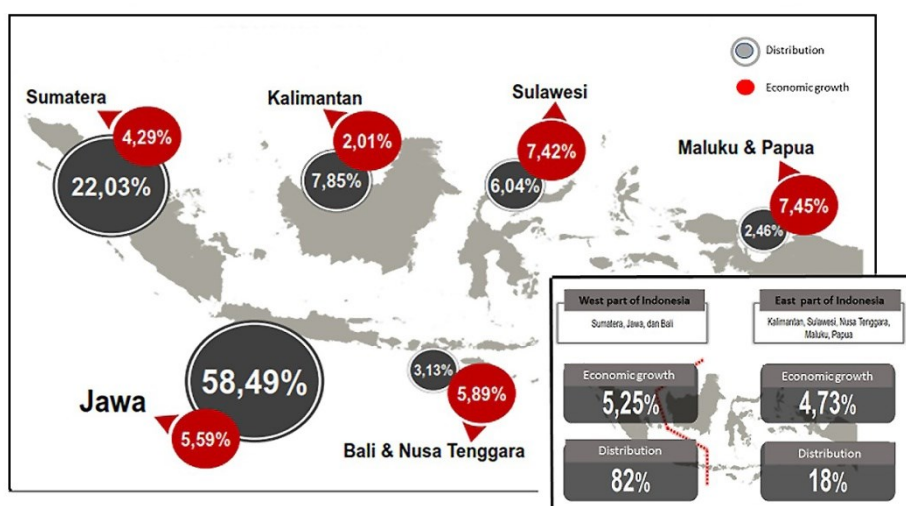 Distribution
Economic growth
Sumatera
4,29%
22,03%
Kalimantan
2,01%
7,85%
Sulawesi
7,42%
6,04%
Maluku & Papua
7,45%
2,46%
Jawa
58,49%
5,59%
3,13%
5,89%
Bali & Nusa Tenggara
West part of Indonesia
Sumatera, Jawa, dan Bali
Economic growth
5,25%
Distribution
82%
East part of Indonesia
Kalimantan, Sulawesi, Nusa Tenggara,
Maluku, Papua
Economic growth
4,73%
Distribution
18%